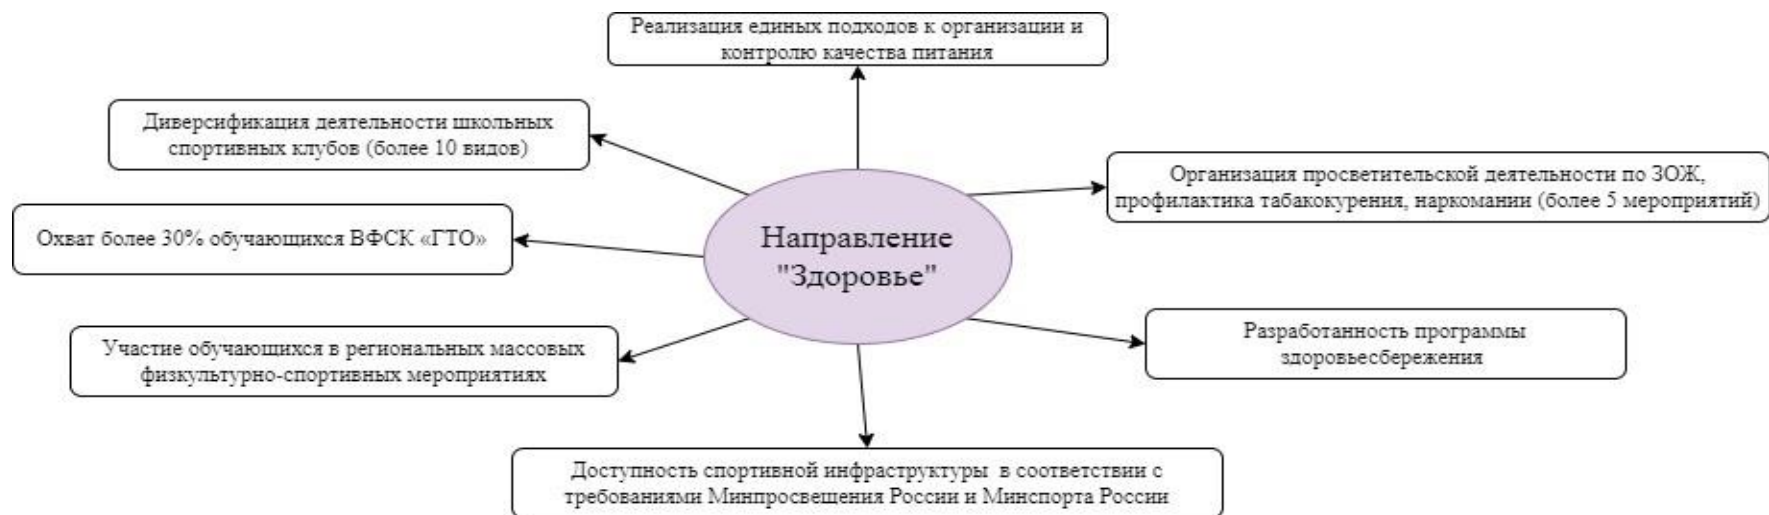 Реализация единых подходов к организации и
контролю качества питания
Диверсификация деятельности школьных
спортивных клубов (более 10 видов)
Организация просветительской деятельности по ЗОЖ,
профилактика табакокурения, наркомании (более 5 мероприятий)
Охват более 30% обучающихся ВФСК «ГТО»
Направление
"Здоровье"
Участие обучающихся в региональных массовых
физкультурно-спортивных мероприятиях
Разработанность программы
здоровьесбережения
Доступность спортивной инфраструктуры в соответствии с
требованиями Минпросвещения России и Минспорта России